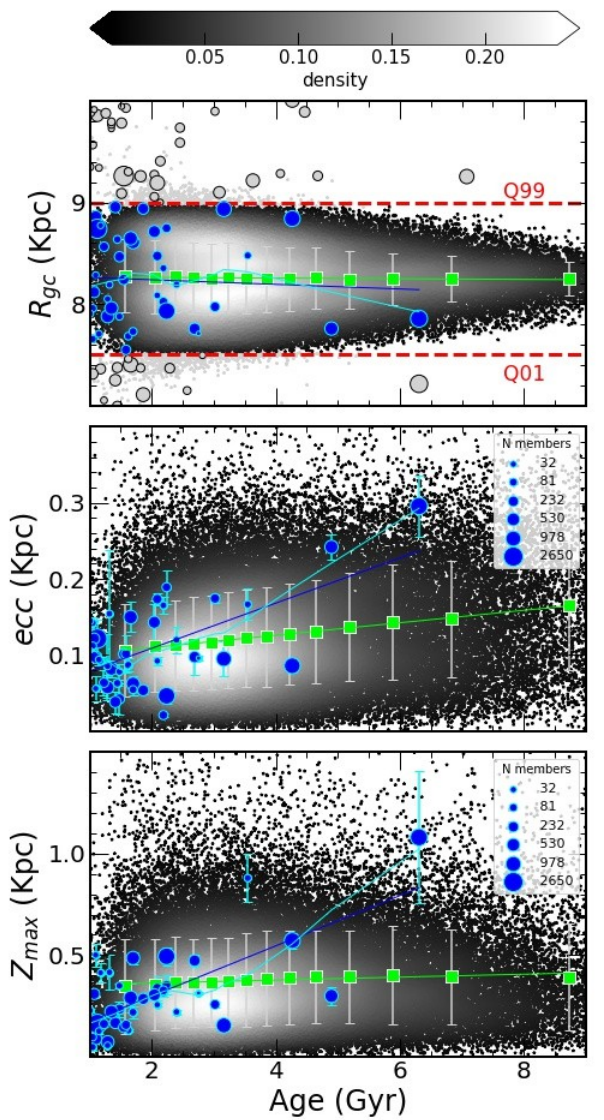 0.05 0.10 0.15 0.20
density
9
8
R_gc (Kpc)
Q99
Q01
0.3
0.2
0.1
ecc (Kpc)
N members
32
81
232
530
978
2650
1.0
0.5
Z_max (Kpc)
N members
32
81
232
530
978
2650
2 4 6 8
Age (Gyr)